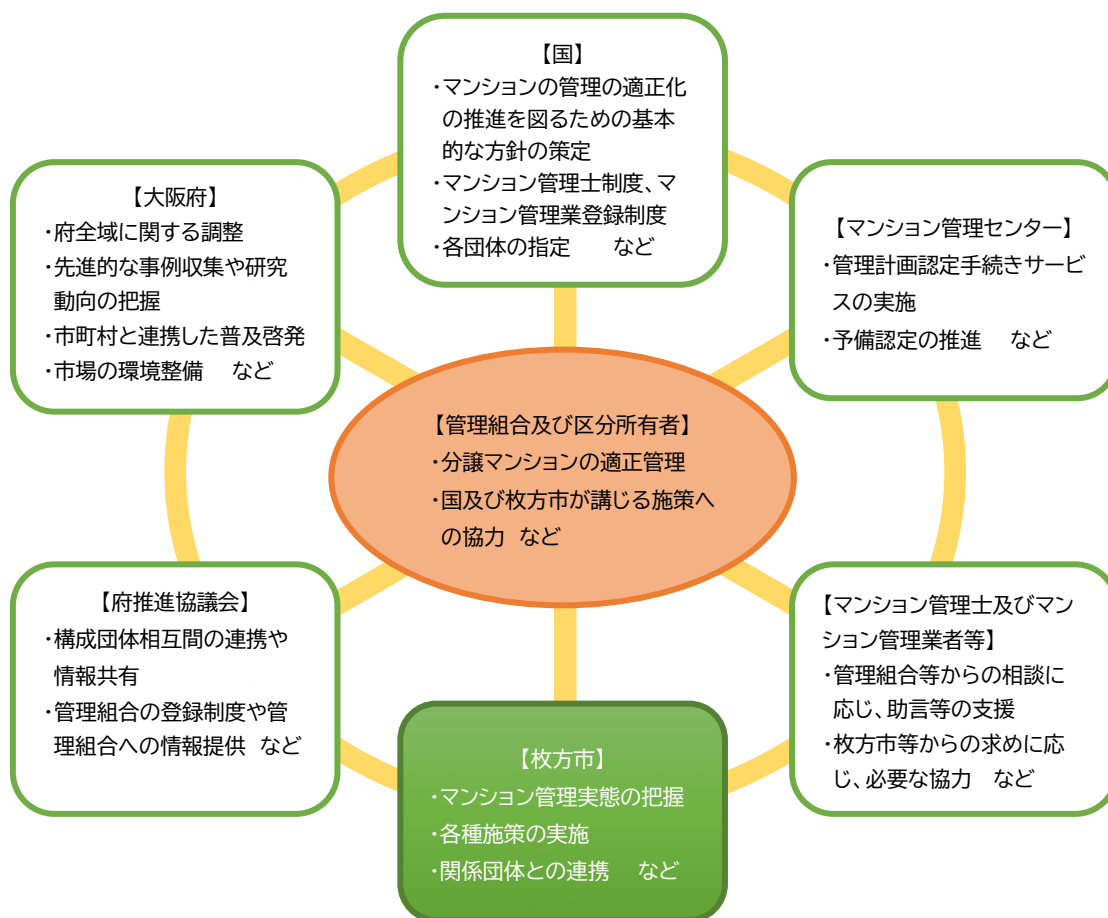 【国】
・マンションの管理の適正化
の推進を図るための基本
的な方針の策定
・マンション管理士制度、マ
ンション管理業登録制度
・各団体の指定　　など
【大阪府】
・府全域に関する調整
・先進的な事例収集や研究
動向の把握
・市町村と連携した普及啓発
・市場の環境整備　など
【マンション管理センター】
・管理計画認定手続きサービ
スの実施
・予備認定の推進　など
【管理組合及び区分所有者】
・分譲マンションの適正管理
・国及び枚方市が講じる施策へ
の協力　など
【府推進協議会】
・構成団体相互間の連携や
情報共有
・管理組合の登録制度や管
理組合への情報提供　など
【マンション管理士及びマン
ション管理業者等】
・管理組合等からの相談に
応じ、助言等の支援
・枚方市等からの求めに応
じ、必要な協力　など
【枚方市】
・マンション管理実態の把握
・各種施策の実施
・関係団体との連携　など